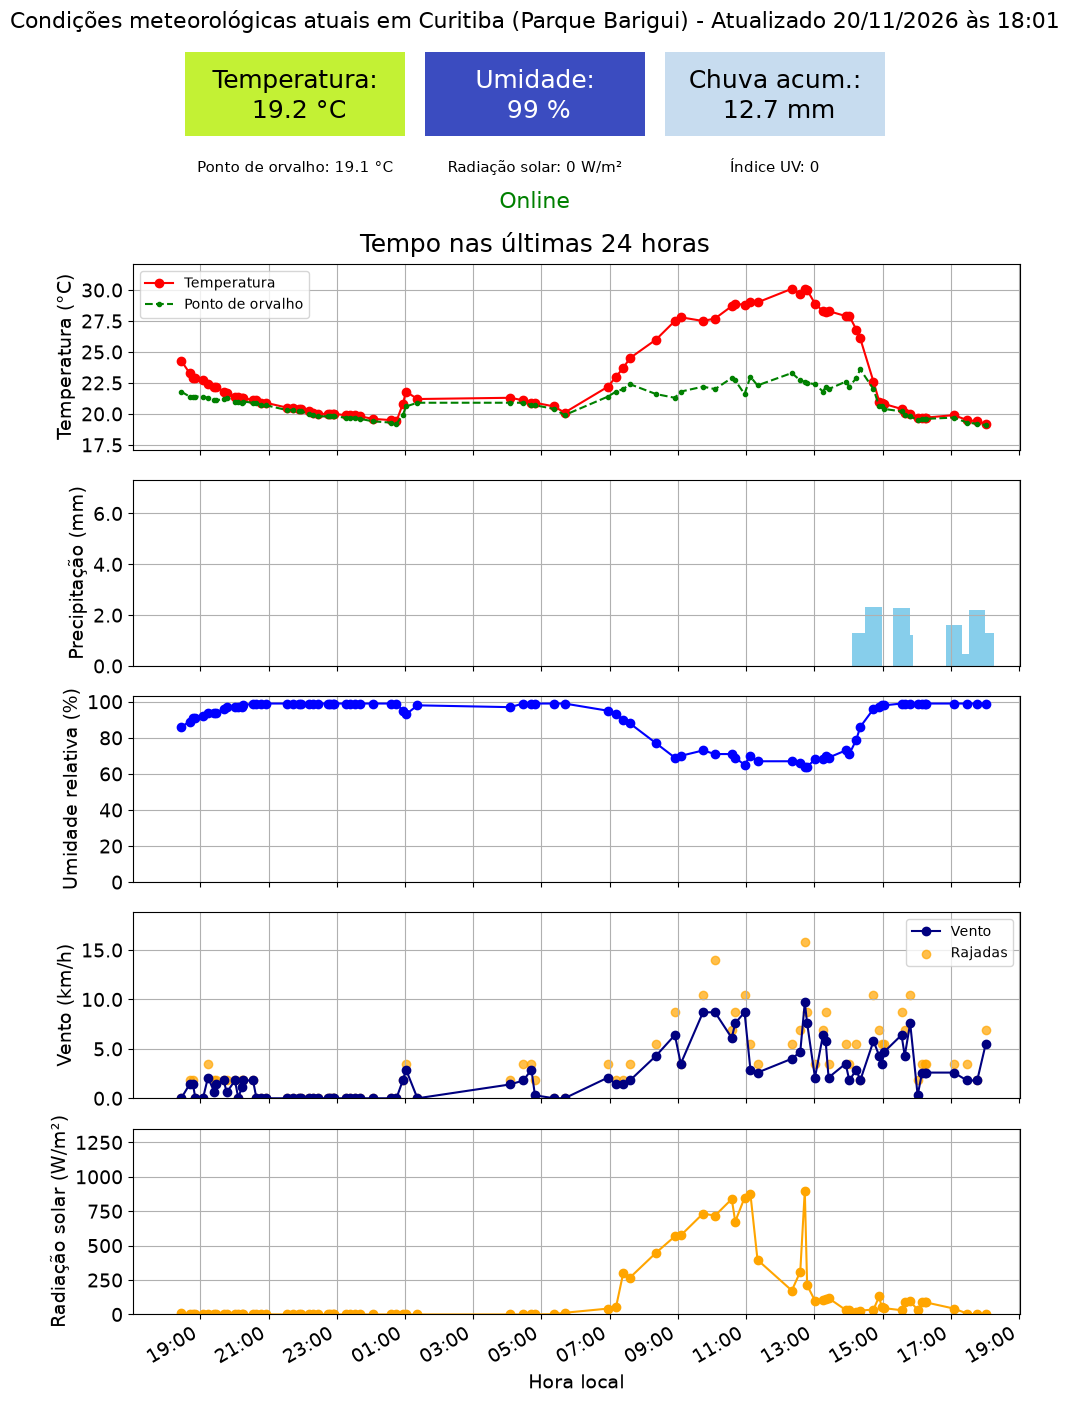 Condições meteorológicas atuais em Curitiba (Parque Barigui) - Atualizado 20/11/2026 às 18:01
Temperatura:
19.2 °C
Umidade:
99 %
Chuva acum.:
12.7 mm
Ponto de orvalho: 19.1 °C
Radiação solar: 0 W/m²
Índice UV: 0
Online
Tempo nas últimas 24 horas
Temperatura (°C)
30.0
27.5
25.0
22.5
20.0
17.5
Temperatura
Ponto de orvalho
Precipitação (mm)
6.0
4.0
2.0
0.0
Umidade relativa (%)
100
80
60
40
20
0
Vento (km/h)
15.0
10.0
5.0
0.0
Vento
Rajadas
Radiação solar (W/m²)
1250
1000
750
500
250
0
19:00
21:00
23:00
01:00
03:00
05:00
07:00
09:00
11:00
13:00
15:00
17:00
19:00
Hora local